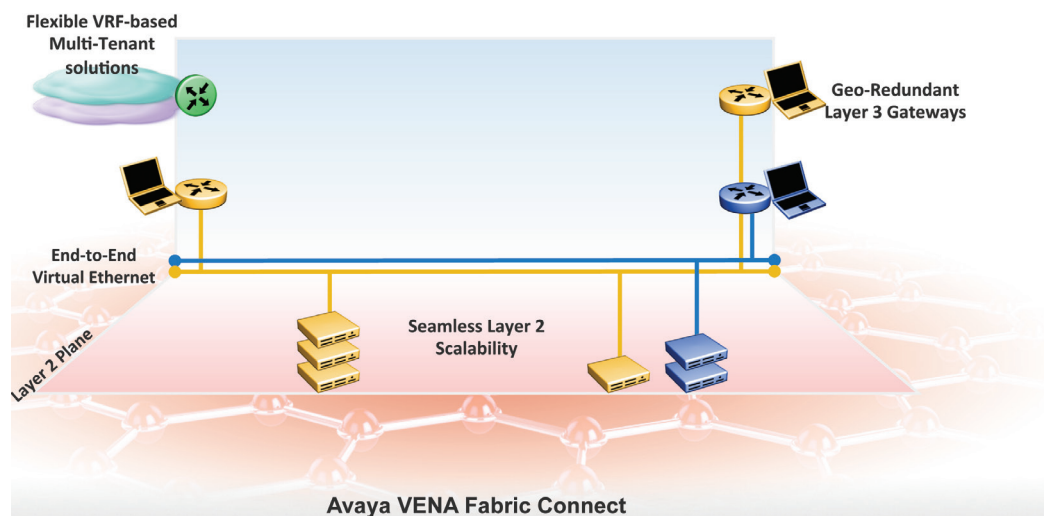 Flexible VRF-based
Multi-Tenant
solutions
Geo-Redundant
Layer 3 Gateways
End-to-End
Virtual Ethernet
Seamless Layer 2
Scalability
Layer 2 Plane
Avaya VENA Fabric Connect